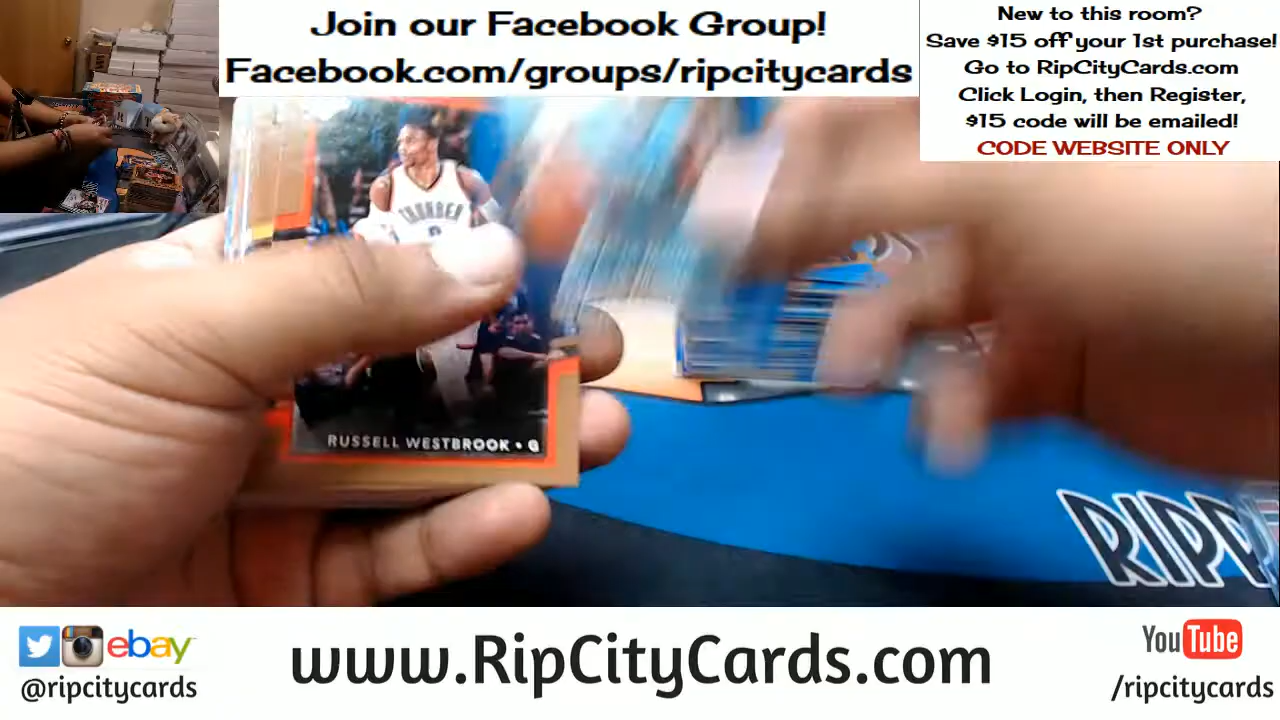 Join our Facebook Group!
Facebook.com/groups/ripcitycards
New to this room?
Save $15 off your 1st purchase!
Go to RipCityCards.com
Click Login, then Register,
$15 code will be emailed!
CODE WEBSITE ONLY
THUNDER
RUSSELL WESTBROOK • G
RIPP
ebay
@ripcitycards
www.RipCityCards.com
YouTube
/ripcitycards